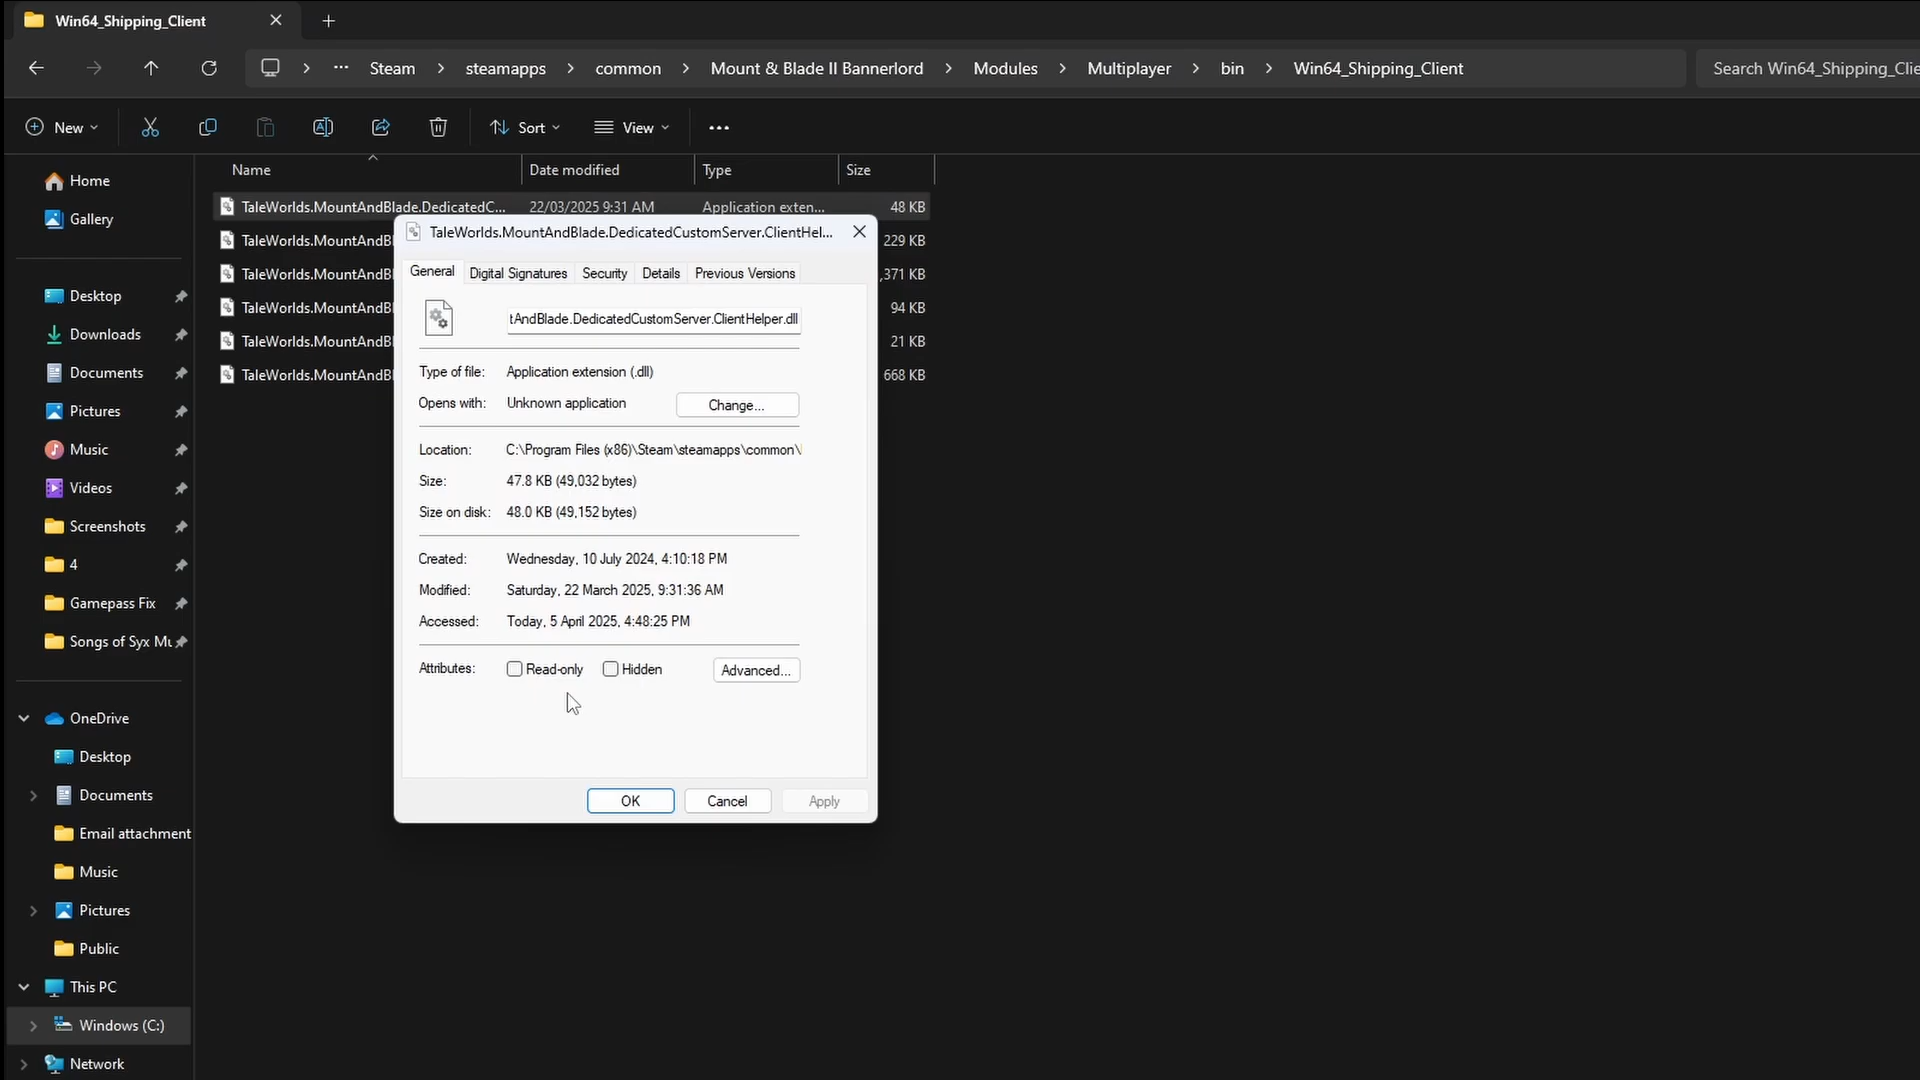 Win64_Shipping_Client
Steam > steamapps > common > Mount & Blade II Bannerlord > Modules > Multiplayer > bin > Win64_Shipping_Client
Search Win64_Shipping_Clie
New
Sort
View
Name
Date modified
Type
Size
Home
Gallery
Desktop
Downloads
Documents
Pictures
Music
Videos
Screenshots
4
Gamepass Fix
Songs of Syx Mu
OneDrive
Desktop
Documents
Email attachment
Music
Pictures
Public
This PC
Windows (C:)
Network
TaleWorlds.MountAndBlade.DedicatedC... 22/03/2025 9:31 AM Application exten... 48 KB
TaleWorlds.MountAndBl 229 KB
TaleWorlds.MountAndBl ,371 KB
TaleWorlds.MountAndBl 94 KB
TaleWorlds.MountAndBl 21 KB
TaleWorlds.MountAndBl 668 KB
TaleWorlds.MountAndBlade.DedicatedCustomServer.ClientHel...
General
Digital Signatures
Security
Details
Previous Versions
tAndBlade.DedicatedCustomServer.ClientHelper.dll
Type of file: Application extension (.dll)
Opens with: Unknown application
Change...
Location: C:\Program Files (x86)\Steam\steamapps\common\
Size: 47.8 KB (49,032 bytes)
Size on disk: 48.0 KB (49,152 bytes)
Created: Wednesday, 10 July 2024, 4:10:18 PM
Modified: Saturday, 22 March 2025, 9:31:36 AM
Accessed: Today, 5 April 2025, 4:48:25 PM
Attributes: Read-only Hidden
Advanced...
OK
Cancel
Apply